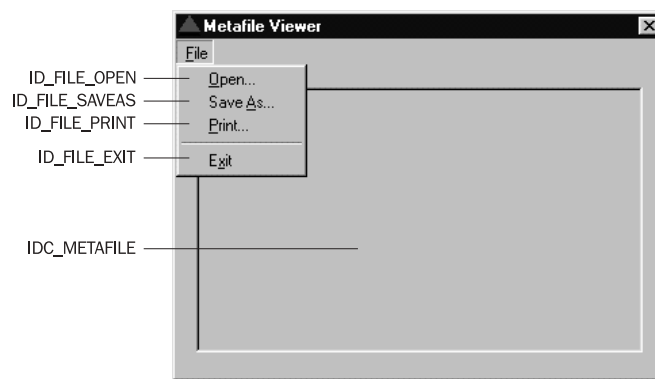 Metafile Viewer
File
ID_FILE_OPEN Open...
ID_FILE_SAVEAS Save As...
ID_FILE_PRINT Print...
ID_FILE_EXIT Exit
IDC_METAFILE